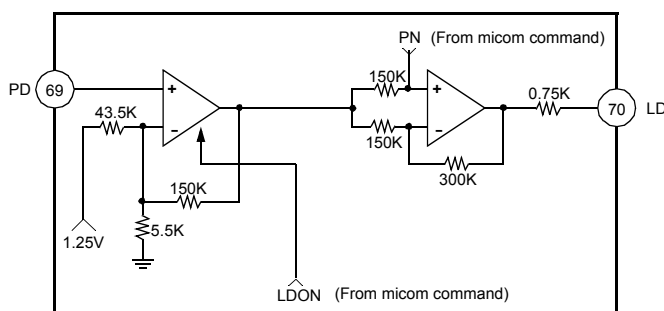 PN (From micom command)
PD 69
150K
0.75K
43.5K
+
+
70 LD
−
−
150K
150K
300K
1.25V
5.5K
LDON (From micom command)